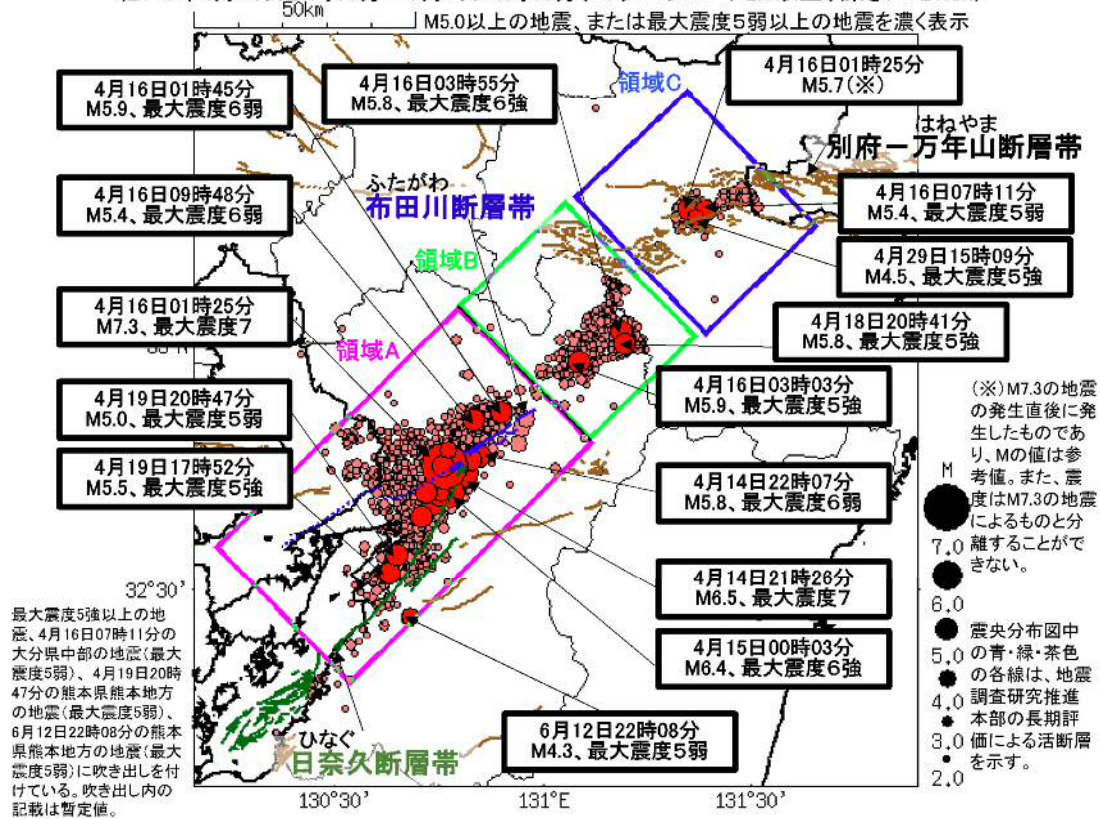 50km
M5.0以上の地震、または最大震度5弱以上の地震を濃く表示
4月16日01時45分
M5.9、最大震度6弱
4月16日03時55分
M5.8、最大震度6強
領域C
4月16日01時25分
M5.7(※)
はねやま
別府－万年山断層帯
4月16日09時48分
M5.4、最大震度6弱
ふたがわ
布田川断層帯
4月16日07時11分
M5.4、最大震度5弱
領域B
4月29日15時09分
M4.5、最大震度5強
4月16日01時25分
M7.3、最大震度7
領域A
4月18日20時41分
M5.8、最大震度5強
4月19日20時47分
M5.0、最大震度5弱
4月16日03時03分
M5.9、最大震度5強
4月19日17時52分
M5.5、最大震度5強
4月14日22時07分
M5.8、最大震度6弱
4月14日21時26分
M6.5、最大震度7
4月15日00時03分
M6.4、最大震度6強
6月12日22時08分
M4.3、最大震度5弱
ひなぐ
日奈久断層帯
32°30'
130°30'
131°E
131°30'
(※)M7.3の地震
の発生直後に発
生したものであ
り、Mの値は参
考値。また、震
度はM7.3の地震
によるものと分
離することがで
きない。
M
7.0
6.0
5.0
4.0
3.0
2.0
震央分布図中
の青・緑・茶色
の各線は、地震
調査研究推進
本部の長期評
価による活断層
を示す。
最大震度5強以上の地
震、4月16日07時11分の
大分県中部の地震(最大
震度5弱)、4月19日20時
47分の熊本県熊本地方
の地震(最大震度5弱)、
6月12日22時08分の熊本
県熊本地方の地震(最大
震度5弱)に吹き出しを付
けている。吹き出し内の
記載は暫定値。